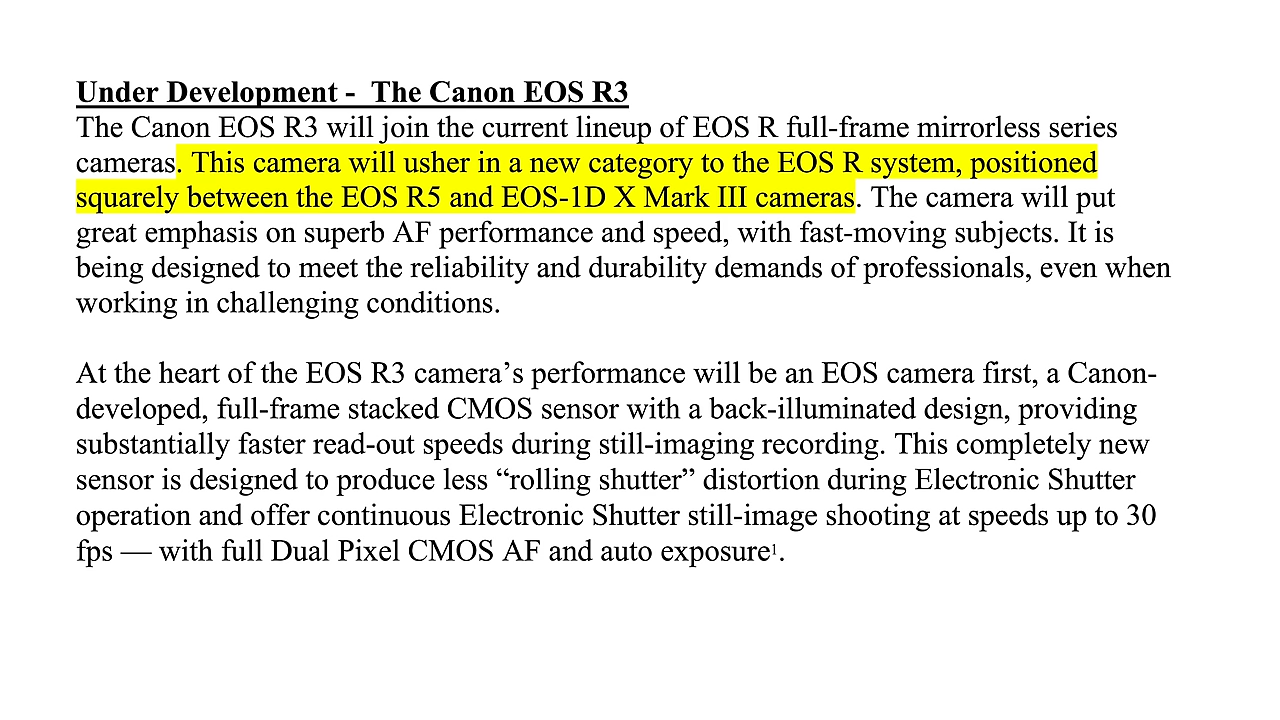 Under Development -  The Canon EOS R3
The Canon EOS R3 will join the current lineup of EOS R full-frame mirrorless series
cameras. This camera will usher in a new category to the EOS R system, positioned
squarely between the EOS R5 and EOS-1D X Mark III cameras. The camera will put
great emphasis on superb AF performance and speed, with fast-moving subjects. It is
being designed to meet the reliability and durability demands of professionals, even when
working in challenging conditions.
At the heart of the EOS R3 camera’s performance will be an EOS camera first, a Canon-
developed, full-frame stacked CMOS sensor with a back-illuminated design, providing
substantially faster read-out speeds during still-imaging recording. This completely new
sensor is designed to produce less “rolling shutter” distortion during Electronic Shutter
operation and offer continuous Electronic Shutter still-image shooting at speeds up to 30
fps — with full Dual Pixel CMOS AF and auto exposure¹.